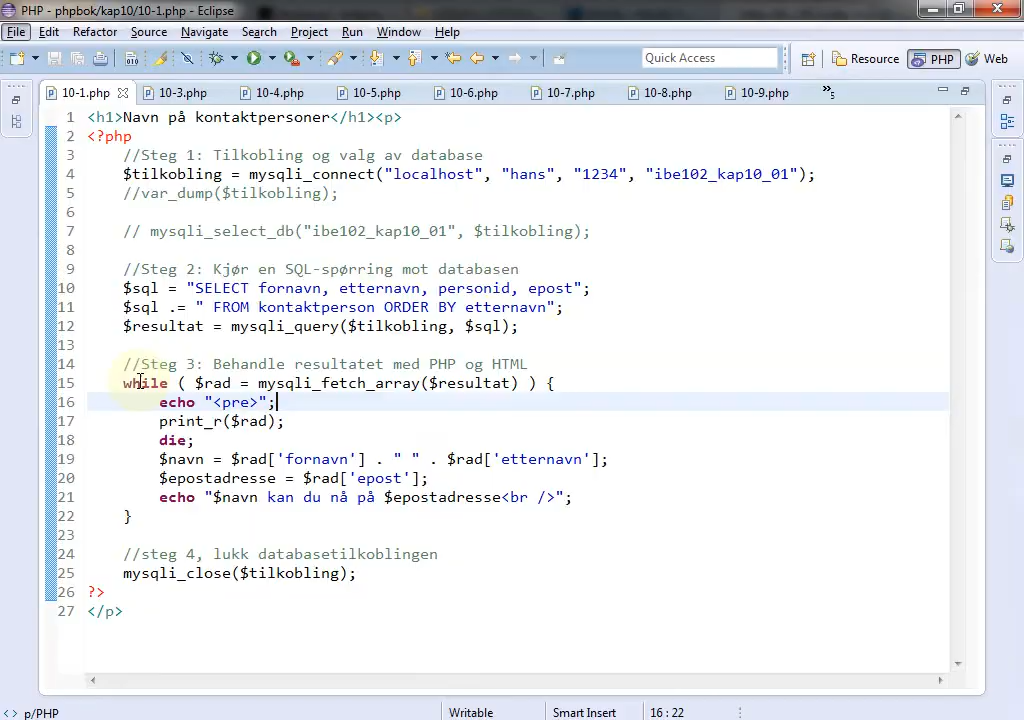 PHP - phpbok/kap10/10-1.php - Eclipse
File Edit Refactor Source Navigate Search Project Run Window Help
Quick Access Resource PHP Web
10-1.php 10-3.php 10-4.php 10-5.php 10-6.php 10-7.php 10-8.php 10-9.php »5
1 <h1>Navn på kontaktpersoner</h1><p>
2 <?php
3 //Steg 1: Tilkobling og valg av database
4 $tilkobling = mysqli_connect("localhost", "hans", "1234", "ibe102_kap10_01");
5 //var_dump($tilkobling);
6
7 // mysqli_select_db("ibe102_kap10_01", $tilkobling);
8
9 //Steg 2: Kjør en SQL-spørring mot databasen
10 $sql = "SELECT fornavn, etternavn, personid, epost";
11 $sql .= " FROM kontaktperson ORDER BY etternavn";
12 $resultat = mysqli_query($tilkobling, $sql);
13
14 //Steg 3: Behandle resultatet med PHP og HTML
15 while ( $rad = mysqli_fetch_array($resultat) ) {
16 echo "<pre>";
17 print_r($rad);
18 die;
19 $navn = $rad['fornavn'] . " " . $rad['etternavn'];
20 $epostadresse = $rad['epost'];
21 echo "$navn kan du nå på $epostadresse<br />";
22 }
23
24 //steg 4, lukk databasetilkoblingen
25 mysqli_close($tilkobling);
26 ?>
27 </p>
p/PHP Writable Smart Insert 16 : 22